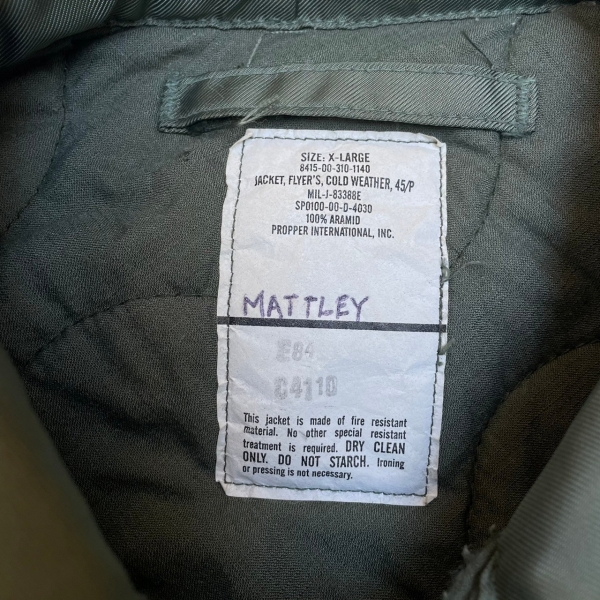 SIZE: X-LARGE
8415-00-310-1140
JACKET, FLYER'S, COLD WEATHER, 45/P
MIL-J-83388E
SPO100-00-D-4030
100% ARAMID
PROPPER INTERNATIONAL, INC.
MATTLEY
E84
C4110
This jacket is made of fire resistant
material. No other special resistant
treatment is required. DRY CLEAN
ONLY. DO NOT STARCH. Ironing
or pressing is not necessary.